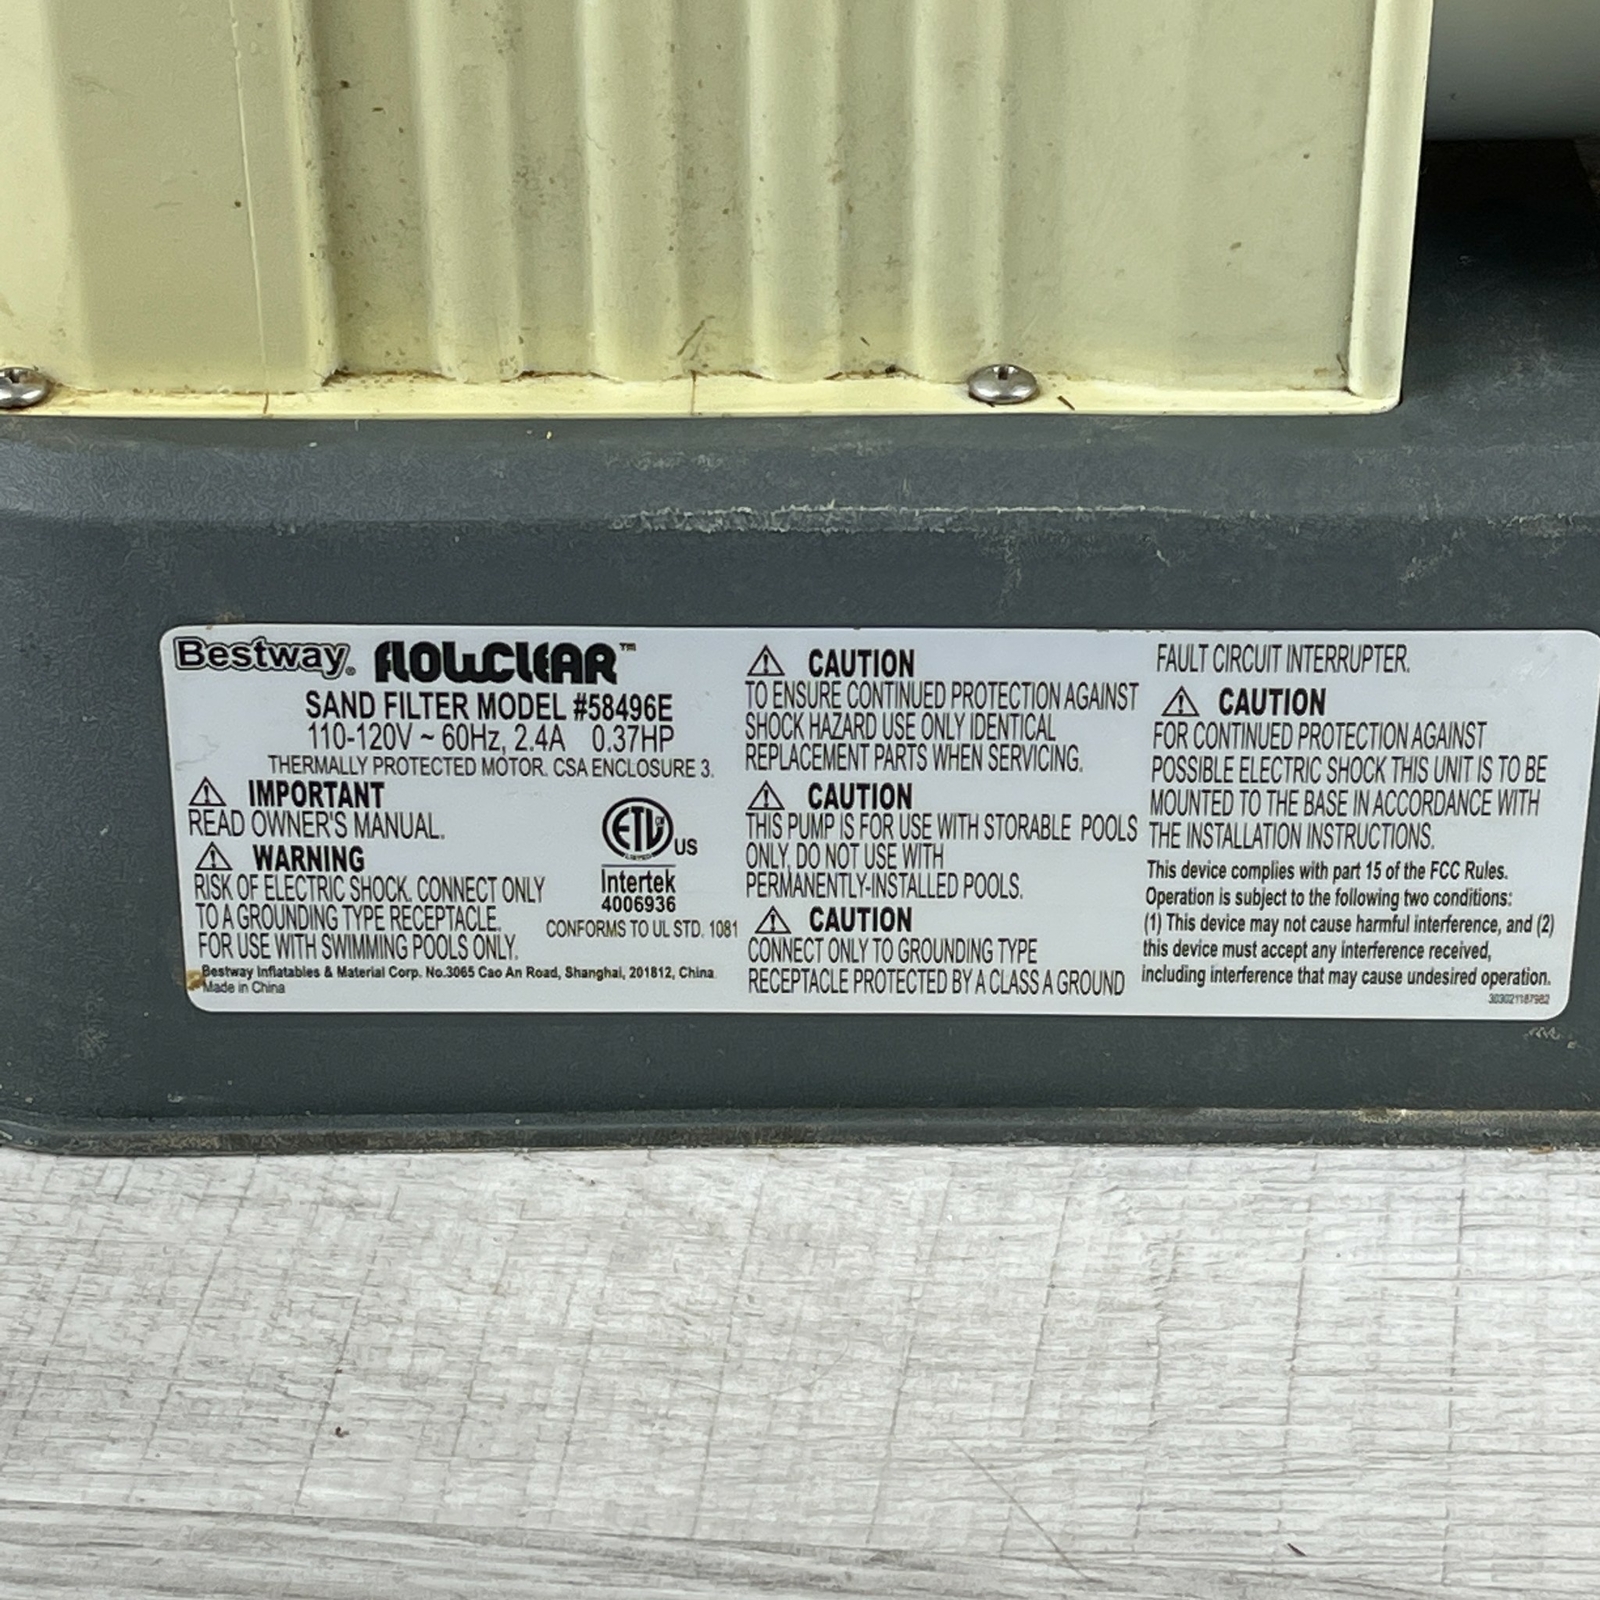 Bestway® FLOWCLEAR™
SAND FILTER MODEL #58496E
110-120V ~ 60Hz, 2.4A 0.37HP
THERMALLY PROTECTED MOTOR. CSA ENCLOSURE 3.
IMPORTANT
READ OWNER'S MANUAL.
WARNING
RISK OF ELECTRIC SHOCK. CONNECT ONLY
TO A GROUNDING TYPE RECEPTACLE.
FOR USE WITH SWIMMING POOLS ONLY.
ETL CM US
Intertek
4006936
CONFORMS TO UL STD. 1081
Bestway Inflatables & Material Corp. No.3065 Cao An Road, Shanghai, 201812, China
Made in China
CAUTION
TO ENSURE CONTINUED PROTECTION AGAINST
SHOCK HAZARD USE ONLY IDENTICAL
REPLACEMENT PARTS WHEN SERVICING.
CAUTION
THIS PUMP IS FOR USE WITH STORABLE POOLS
ONLY, DO NOT USE WITH
PERMANENTLY-INSTALLED POOLS.
CAUTION
CONNECT ONLY TO GROUNDING TYPE
RECEPTACLE PROTECTED BY A CLASS A GROUND
FAULT CIRCUIT INTERRUPTER.
CAUTION
FOR CONTINUED PROTECTION AGAINST
POSSIBLE ELECTRIC SHOCK THIS UNIT IS TO BE
MOUNTED TO THE BASE IN ACCORDANCE WITH
THE INSTALLATION INSTRUCTIONS.
This device complies with part 15 of the FCC Rules.
Operation is subject to the following two conditions:
(1) This device may not cause harmful interference, and (2)
this device must accept any interference received,
including interference that may cause undesired operation.